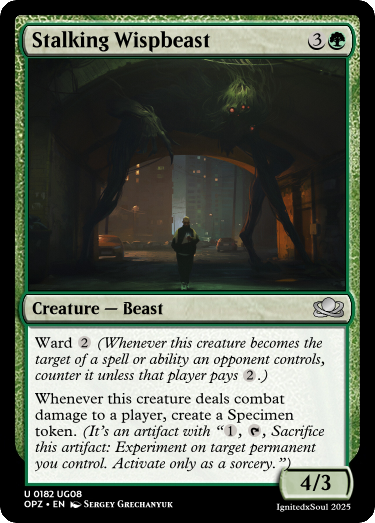 Stalking Wispbeast 3
Creature — Beast
Ward 2 (Whenever this creature becomes the
target of a spell or ability an opponent controls,
counter it unless that player pays 2.)
Whenever this creature deals combat
damage to a player, create a Specimen
token. (It's an artifact with “1, Sacrifice
this artifact: Experiment on target permanent
you control. Activate only as a sorcery.”)
4/3
U 0182 UG08
OPZ • EN Sergey Grechanyuk
IgnitedxSoul 2025